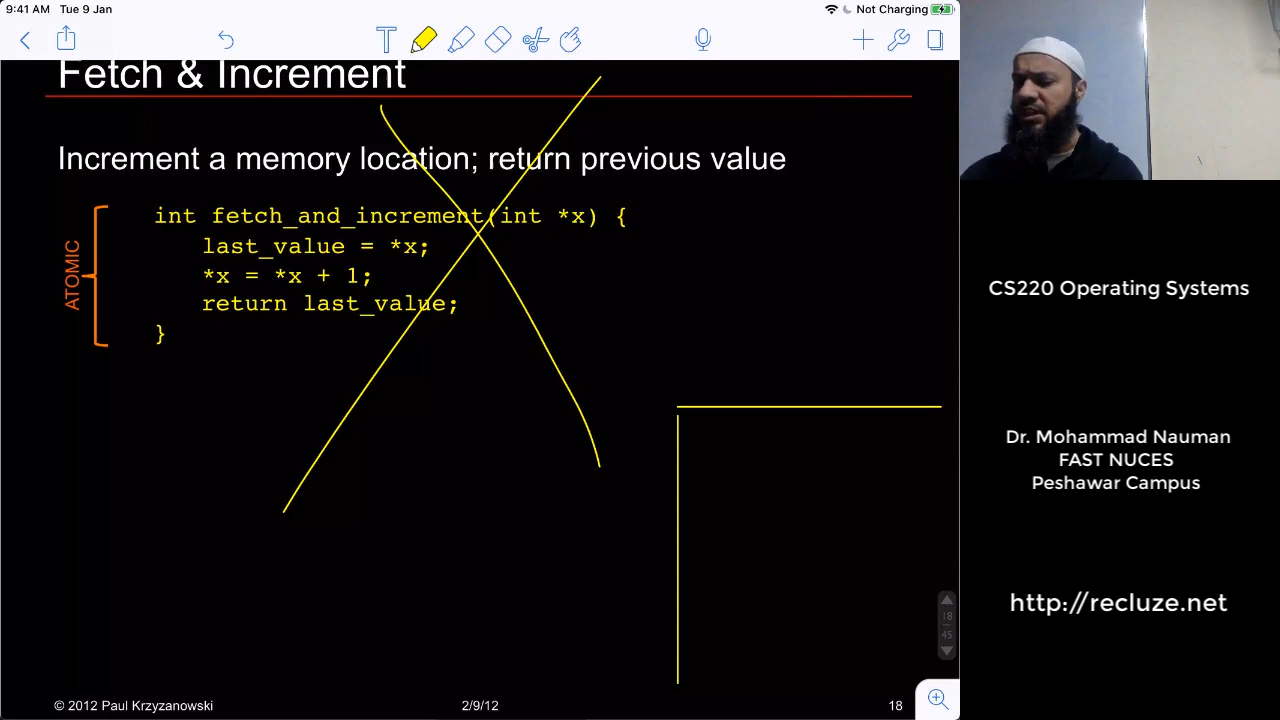 9:41 AM Tue 9 Jan
Not Charging
Fetch & Increment
Increment a memory location; return previous value
ATOMIC
int fetch_and_increment(int *x) {
last_value = *x;
*x = *x + 1;
return last_value;
}
18
45
© 2012 Paul Krzyzanowski
2/9/12
18
CS220 Operating Systems
Dr. Mohammad Nauman
FAST NUCES
Peshawar Campus
http://recluze.net